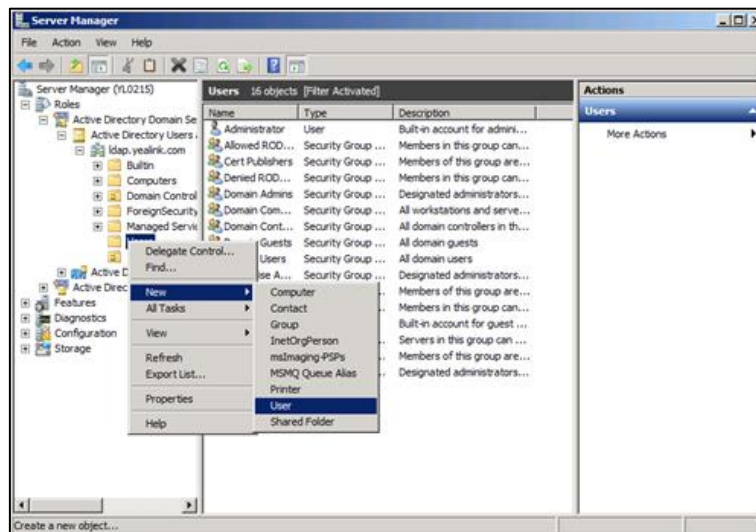 Server Manager
File Action View Help
Server Manager (YL0215)
Roles
Active Directory Domain Se
Active Directory Users
ldap.yealink.com
Builtin
Computers
Domain Control
ForeignSecurity
Managed Servic
Active D
Active Direc
Features
Diagnostics
Configuration
Storage
Users 16 objects [Filter Activated]
Name Type Description
Administrator User Built-in account for admini...
Allowed ROD... Security Group ... Members in this group can...
Cert Publishers Security Group ... Members of this group are...
Denied ROD... Security Group ... Members in this group can...
Domain Admins Security Group ... Designated administrators...
Domain Com... Security Group ... All workstations and serve...
Domain Cont... Security Group ... All domain controllers in th...
Guests Security Group ... All domain guests
Users Security Group ... All domain users
se A... Security Group ... Designated administrators...
Members of this group are...
Members in this group can...
Built-in account for guest ...
Servers in this group can ...
Members of this group are...
Designated administrators...
Delegate Control...
Find...
New
All Tasks
View
Refresh
Export List...
Properties
Help
Computer
Contact
Group
InetOrgPerson
msImaging-PSPs
MSMQ Queue Alias
Printer
User
Shared Folder
Actions
Users
More Actions
Create a new object...